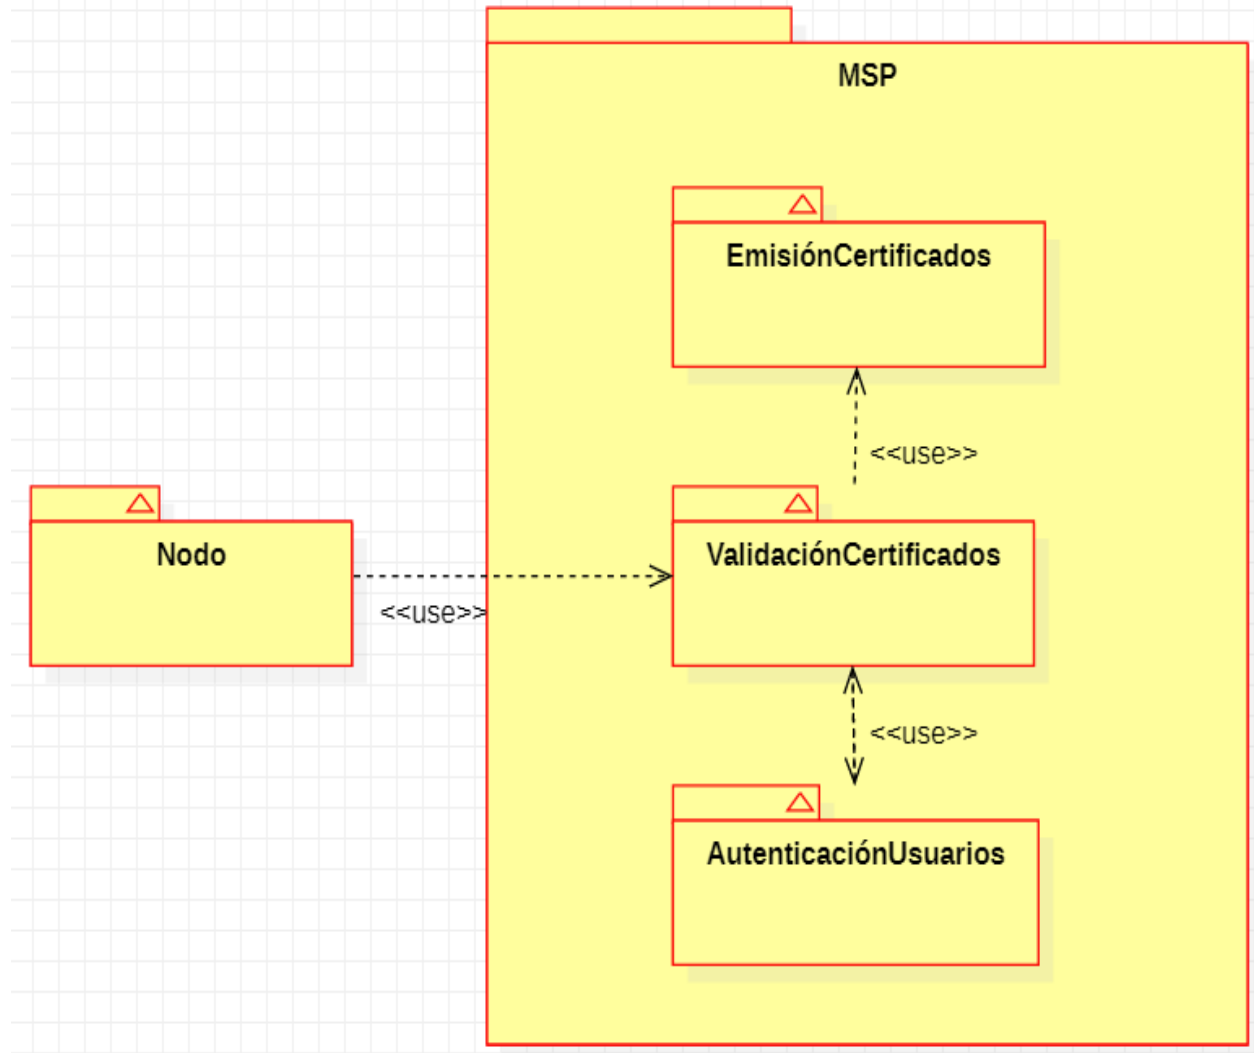 MSP
EmisiónCertificados
<<use>>
Nodo
ValidaciónCertificados
<<use>>
<<use>>
AutenticaciónUsuarios